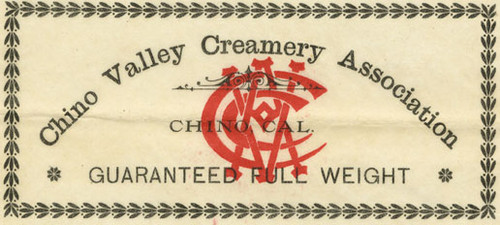 Chino Valley Creamery Association
CHINO CAL.
GUARANTEED FULL WEIGHT